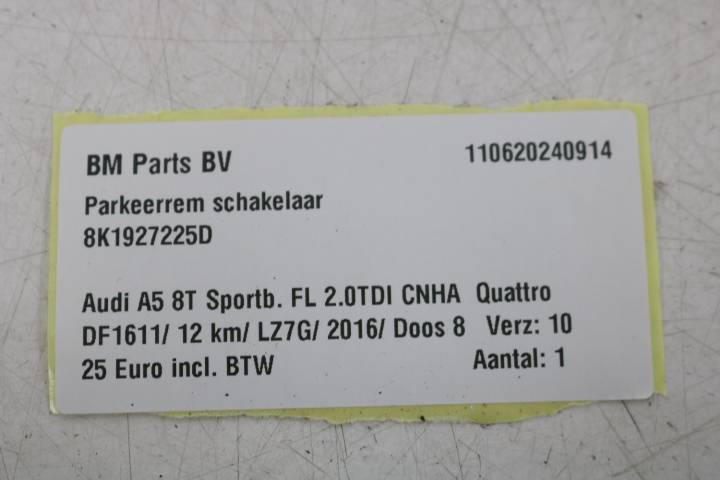 BM Parts BV 110620240914
Parkeerrem schakelaar
8K1927225D
Audi A5 8T Sportb. FL 2.0TDI CNHA Quattro
DF1611/ 12 km/ LZ7G/ 2016/ Doos 8 Verz: 10
25 Euro incl. BTW Aantal: 1